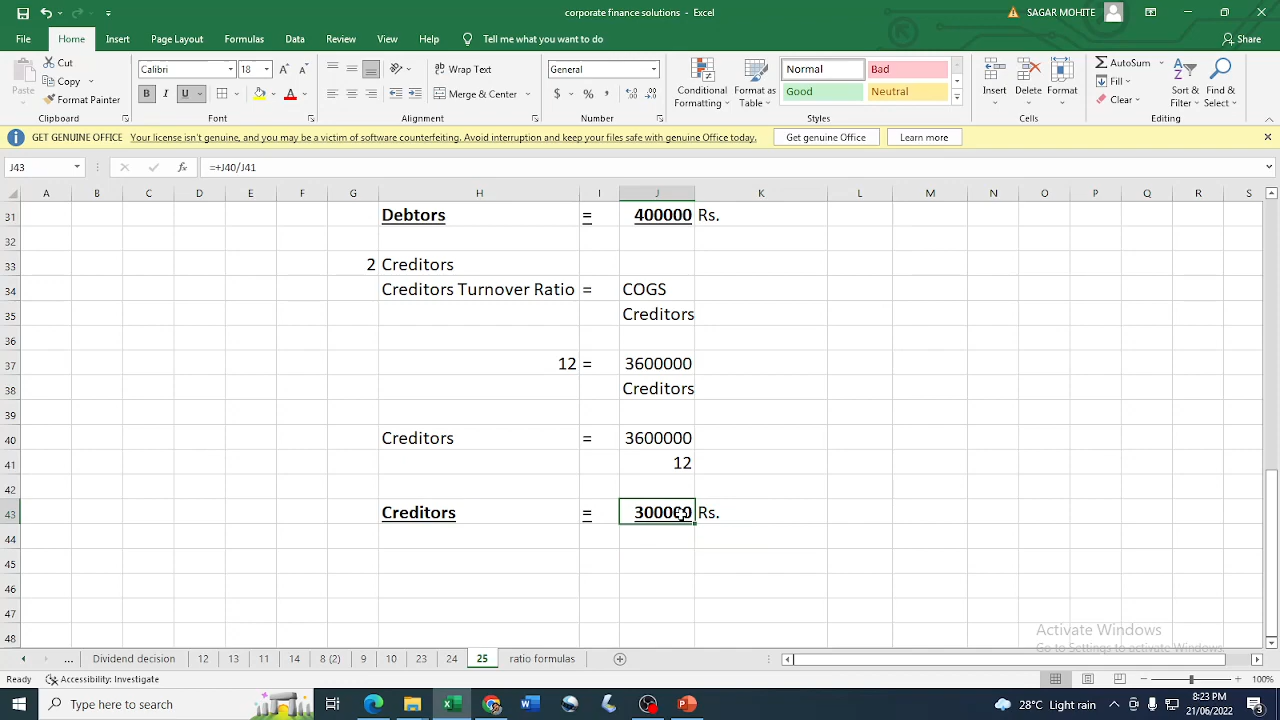 corporate finance solutions - Excel
SAGAR MOHITE
File Home Insert Page Layout Formulas Data Review View Help Tell me what you want to do Share
Paste Cut Copy Format Painter
Calibri 18
B I U
Wrap Text
Merge & Center
General
$ % ,
Conditional Formatting
Format as Table
Normal Bad
Good Neutral
Insert Delete Format
AutoSum
Fill
Clear
Sort & Filter
Find & Select
Clipboard Font Alignment Number Styles Cells Editing
GET GENUINE OFFICE Your license isn't genuine, and you may be a victim of software counterfeiting. Avoid interruption and keep your files safe with genuine Office today. Get genuine Office Learn more
J43 fx =+J40/J41
A B C D E F G H I J K L M N O P Q R S
31 Debtors = 400000 Rs.
32
33 2 Creditors
34 Creditors Turnover Ratio = COGS
35 Creditors
36
37 12 = 3600000
38 Creditors
39
40 Creditors = 3600000
41 12
42
43 Creditors = 300000 Rs.
44
45
46
47
48
Activate Windows
Go to Settings to activate Windows.
... Dividend decision 12 13 11 14 8 (2) 9 10 23 24 25 ratio formulas
Ready Accessibility: Investigate 100%
Type here to search
28°C Light rain
8:23 PM
21/06/2022